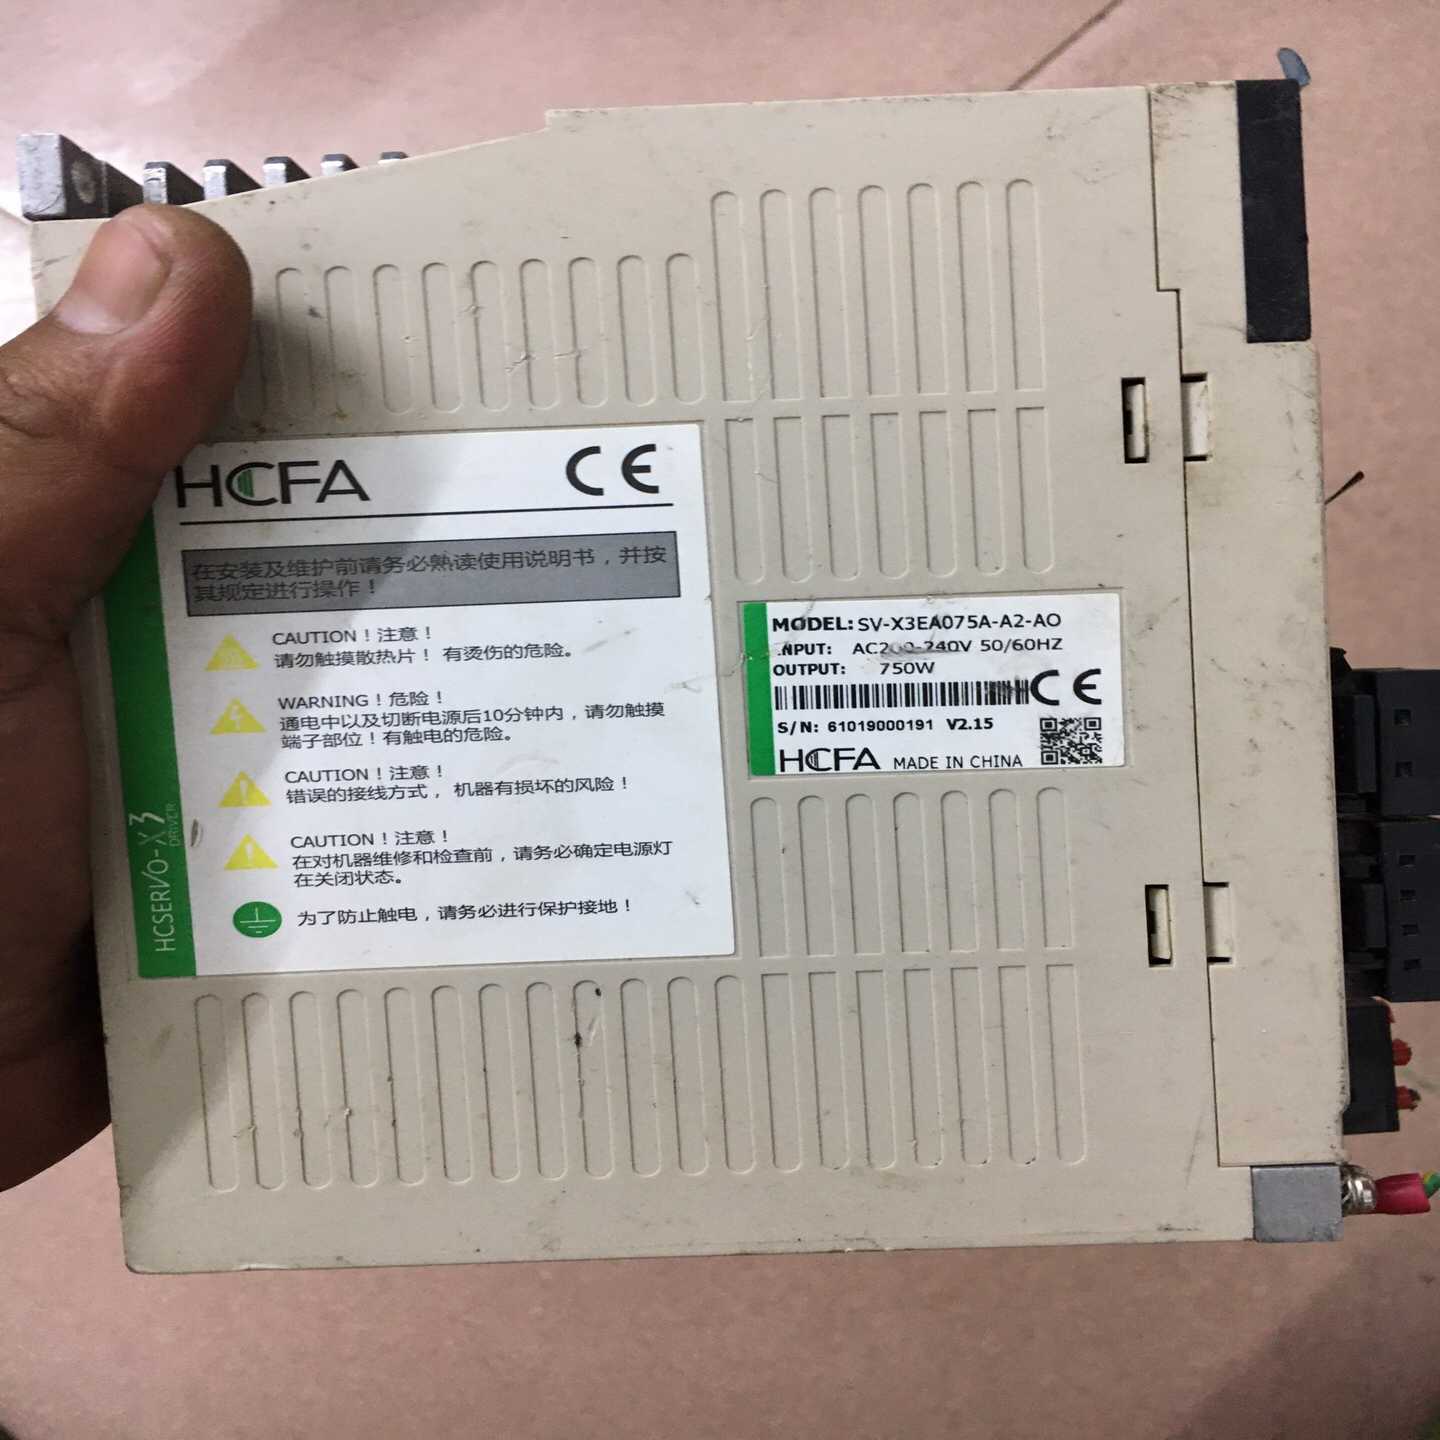 HCFA CE
在安装及维护前请务必熟读使用说明书，并按
其规定进行操作！
CAUTION！注意！
请勿触摸散热片！有烫伤的危险。
WARNING！危险！
通电中以及切断电源后10分钟内，请勿触摸
端子部位！有触电的危险。
CAUTION！注意！
错误的接线方式，机器有损坏的风险！
CAUTION！注意！
在对机器维修和检查前，请务必确定电源灯
在关闭状态。
为了防止触电，请务必进行保护接地！
HCSERVO-X3
DRIVER
MODEL: SV-X3EA075A-A2-AO
INPUT: AC200-240V 50/60HZ
OUTPUT: 750W
CE
S/N: 61019000191 V2.15
HCFA MADE IN CHINA